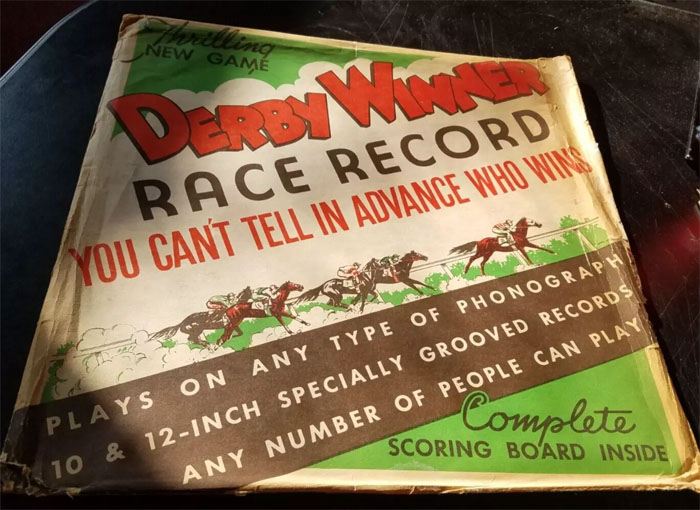 Thrilling
NEW GAME
DERBY WINNER
RACE RECORD
YOU CAN'T TELL IN ADVANCE WHO WINS
PLAYS ON ANY TYPE OF PHONOGRAPH
10 & 12-INCH SPECIALLY GROOVED RECORDS
ANY NUMBER OF PEOPLE CAN PLAY
Complete
SCORING BOARD INSIDE